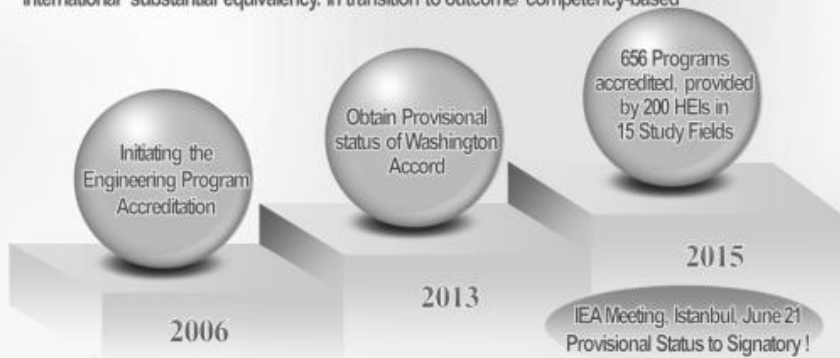 international substantial equivalency. In transition to outcome/ competency-based
Initiating the
Engineering Program
Accreditation
2006
Obtain Provisional
status of Washington
Accord
2013
656 Programs
accredited, provided
by 200 HEIs in
15 Study Fields
2015
IEA Meeting, Istanbul, June 21
Provisional Status to Signatory !